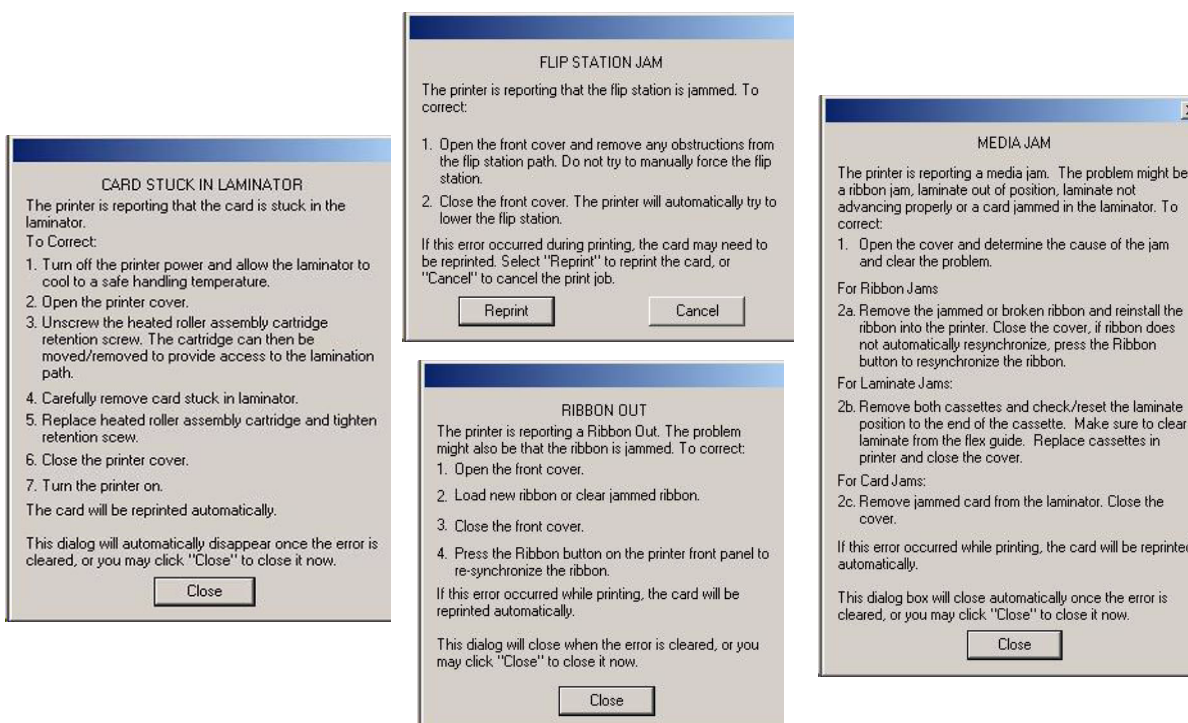 CARD STUCK IN LAMINATOR
The printer is reporting that the card is stuck in the
laminator.
To Correct:
1. Turn off the printer power and allow the laminator to
cool to a safe handling temperature.
2. Open the printer cover.
3. Unscrew the heated roller assembly cartridge
retention screw. The cartridge can then be
moved/removed to provide access to the lamination
path.
4. Carefully remove card stuck in laminator.
5. Replace heated roller assembly cartridge and tighten
retention scew.
6. Close the printer cover.
7. Turn the printer on.
The card will be reprinted automatically.
This dialog will automatically disappear once the error is
cleared, or you may click "Close" to close it now.
Close
FLIP STATION JAM
The printer is reporting that the flip station is jammed. To
correct:
1. Open the front cover and remove any obstructions from
the flip station path. Do not try to manually force the flip
station.
2. Close the front cover. The printer will automatically try to
lower the flip station.
If this error occurred during printing, the card may need to
be reprinted. Select "Reprint" to reprint the card, or
"Cancel" to cancel the print job.
Reprint Cancel
RIBBON OUT
The printer is reporting a Ribbon Out. The problem
might also be that the ribbon is jammed. To correct:
1. Open the front cover.
2. Load new ribbon or clear jammed ribbon.
3. Close the front cover.
4. Press the Ribbon button on the printer front panel to
re-synchronize the ribbon.
If this error occurred while printing, the card will be
reprinted automatically.
This dialog will close when the error is cleared, or you
may click "Close" to close it now.
Close
MEDIA JAM
The printer is reporting a media jam. The problem might be
a ribbon jam, laminate out of position, laminate not
advancing properly or a card jammed in the laminator. To
correct:
1. Open the cover and determine the cause of the jam
and clear the problem.
For Ribbon Jams
2a. Remove the jammed or broken ribbon and reinstall the
ribbon into the printer. Close the cover, if ribbon does
not automatically resynchronize, press the Ribbon
button to resynchronize the ribbon.
For Laminate Jams:
2b. Remove both cassettes and check/reset the laminate
position to the end of the cassette. Make sure to clear
laminate from the flex guide. Replace cassettes in
printer and close the cover.
For Card Jams:
2c. Remove jammed card from the laminator. Close the
cover.
If this error occurred while printing, the card will be reprinted
automatically.
This dialog box will close automatically once the error is
cleared, or you may click "Close" to close it now.
Close